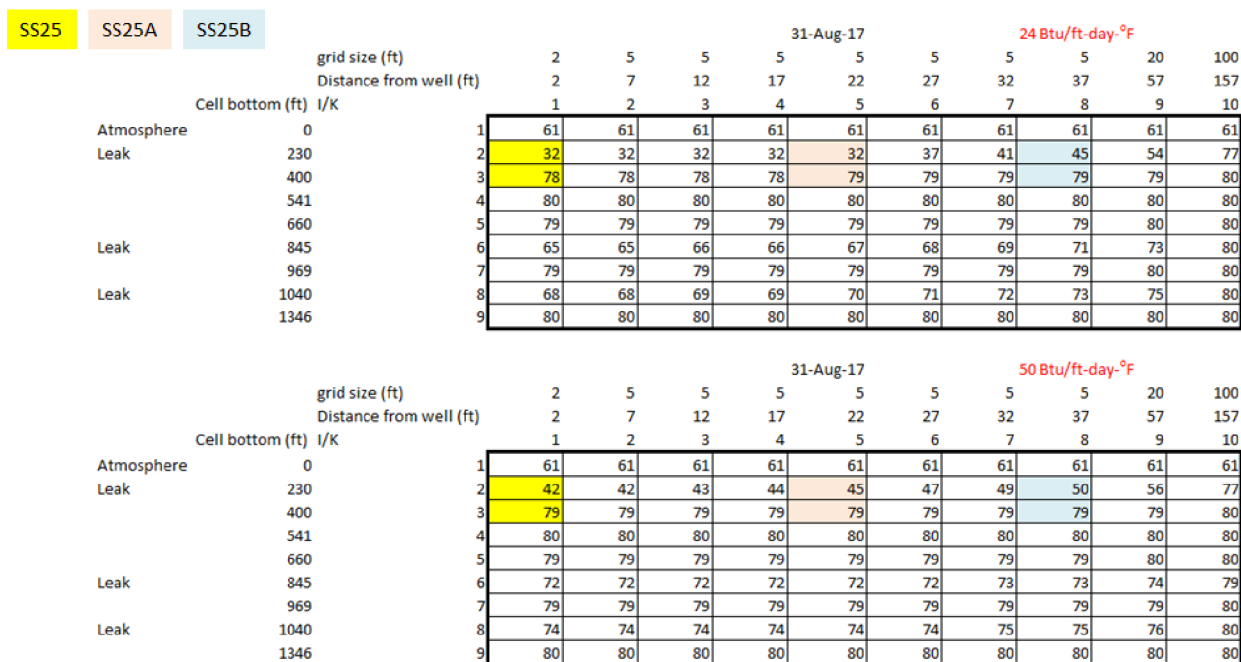 SS25 SS25A SS25B
31-Aug-17 24 Btu/ft-day-°F
grid size (ft) 2 5 5 5 5 5 5 5 20 100
Distance from well (ft) 2 7 12 17 22 27 32 37 57 157
Cell bottom (ft) I/K 1 2 3 4 5 6 7 8 9 10
Atmosphere 0 1 61 61 61 61 61 61 61 61 61 61
Leak 230 2 32 32 32 32 32 37 41 45 54 77
400 3 78 78 78 78 79 79 79 79 79 80
541 4 80 80 80 80 80 80 80 80 80 80
660 5 79 79 79 79 79 79 79 79 80 80
Leak 845 6 65 65 66 66 67 68 69 71 73 80
969 7 79 79 79 79 79 79 79 79 80 80
Leak 1040 8 68 68 69 69 70 71 72 73 75 80
1346 9 80 80 80 80 80 80 80 80 80 80
31-Aug-17 50 Btu/ft-day-°F
grid size (ft) 2 5 5 5 5 5 5 5 20 100
Distance from well (ft) 2 7 12 17 22 27 32 37 57 157
Cell bottom (ft) I/K 1 2 3 4 5 6 7 8 9 10
Atmosphere 0 1 61 61 61 61 61 61 61 61 61 61
Leak 230 2 42 42 43 44 45 47 49 50 56 77
400 3 79 79 79 79 79 79 79 79 79 80
541 4 80 80 80 80 80 80 80 80 80 80
660 5 79 79 79 79 79 79 79 79 80 80
Leak 845 6 72 72 72 72 72 73 73 74 79
969 7 79 79 79 79 79 79 79 79 79 80
Leak 1040 8 74 74 74 74 74 74 75 75 76 80
1346 9 80 80 80 80 80 80 80 80 80 80